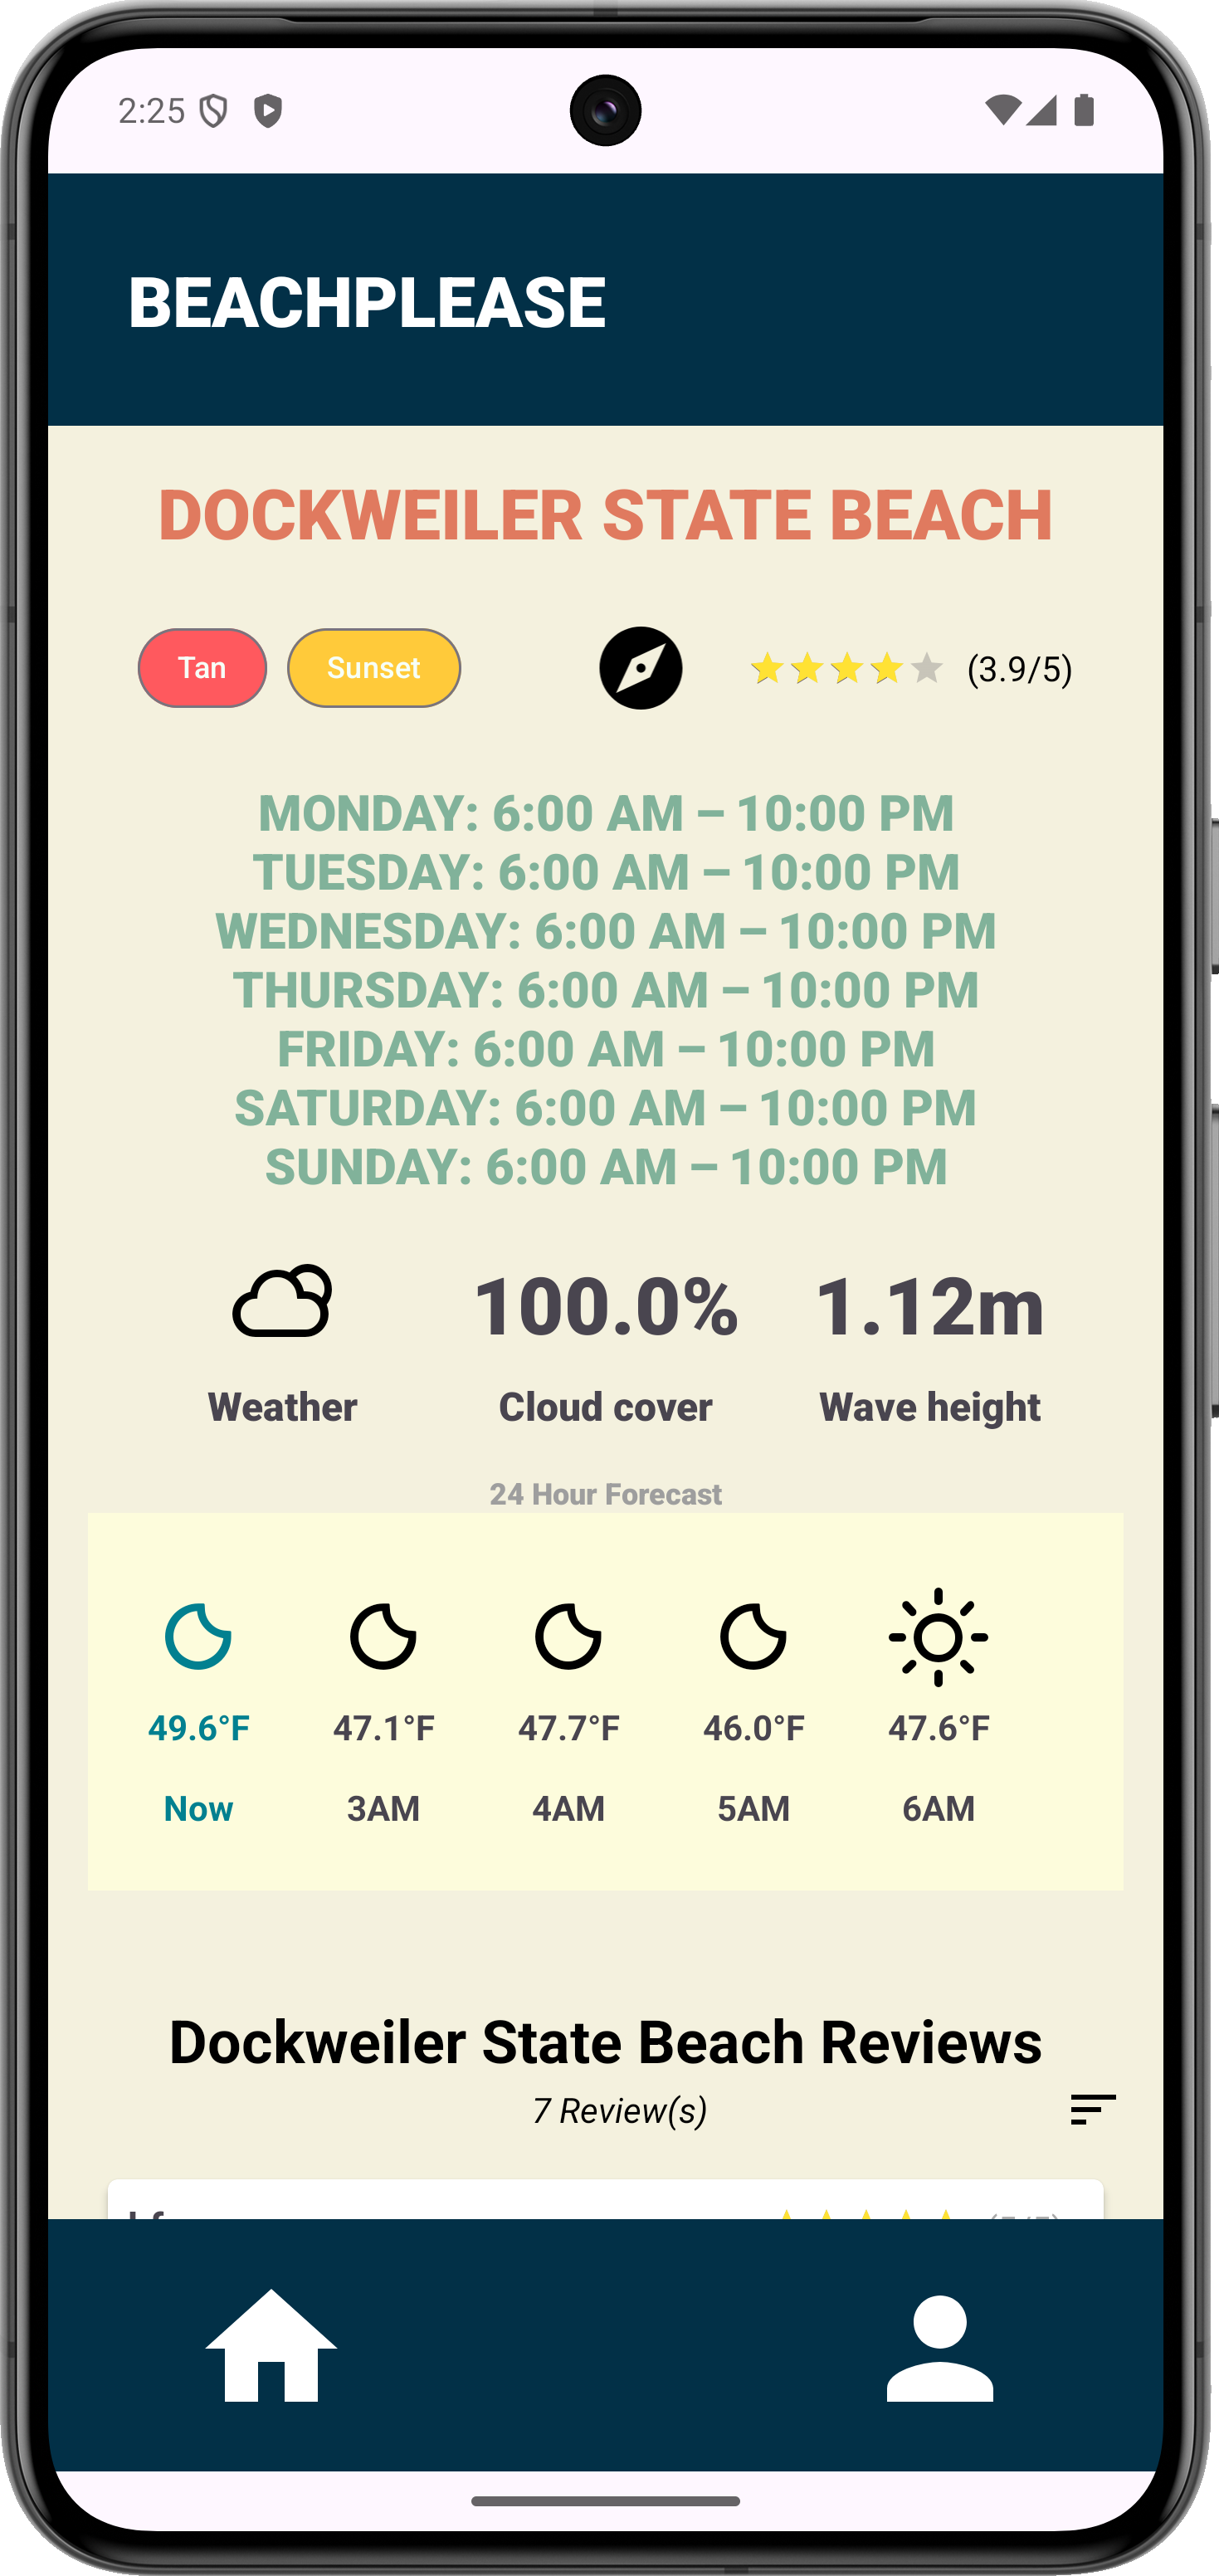 2:25
BEACHPLEASE
DOCKWEILER STATE BEACH
Tan Sunset (3.9/5)
MONDAY: 6:00 AM – 10:00 PM
TUESDAY: 6:00 AM – 10:00 PM
WEDNESDAY: 6:00 AM – 10:00 PM
THURSDAY: 6:00 AM – 10:00 PM
FRIDAY: 6:00 AM – 10:00 PM
SATURDAY: 6:00 AM – 10:00 PM
SUNDAY: 6:00 AM – 10:00 PM
100.0% 1.12m
Weather Cloud cover Wave height
24 Hour Forecast
49.6°F 47.1°F 47.7°F 46.0°F 47.6°F
Now 3AM 4AM 5AM 6AM
Dockweiler State Beach Reviews
7 Review(s)